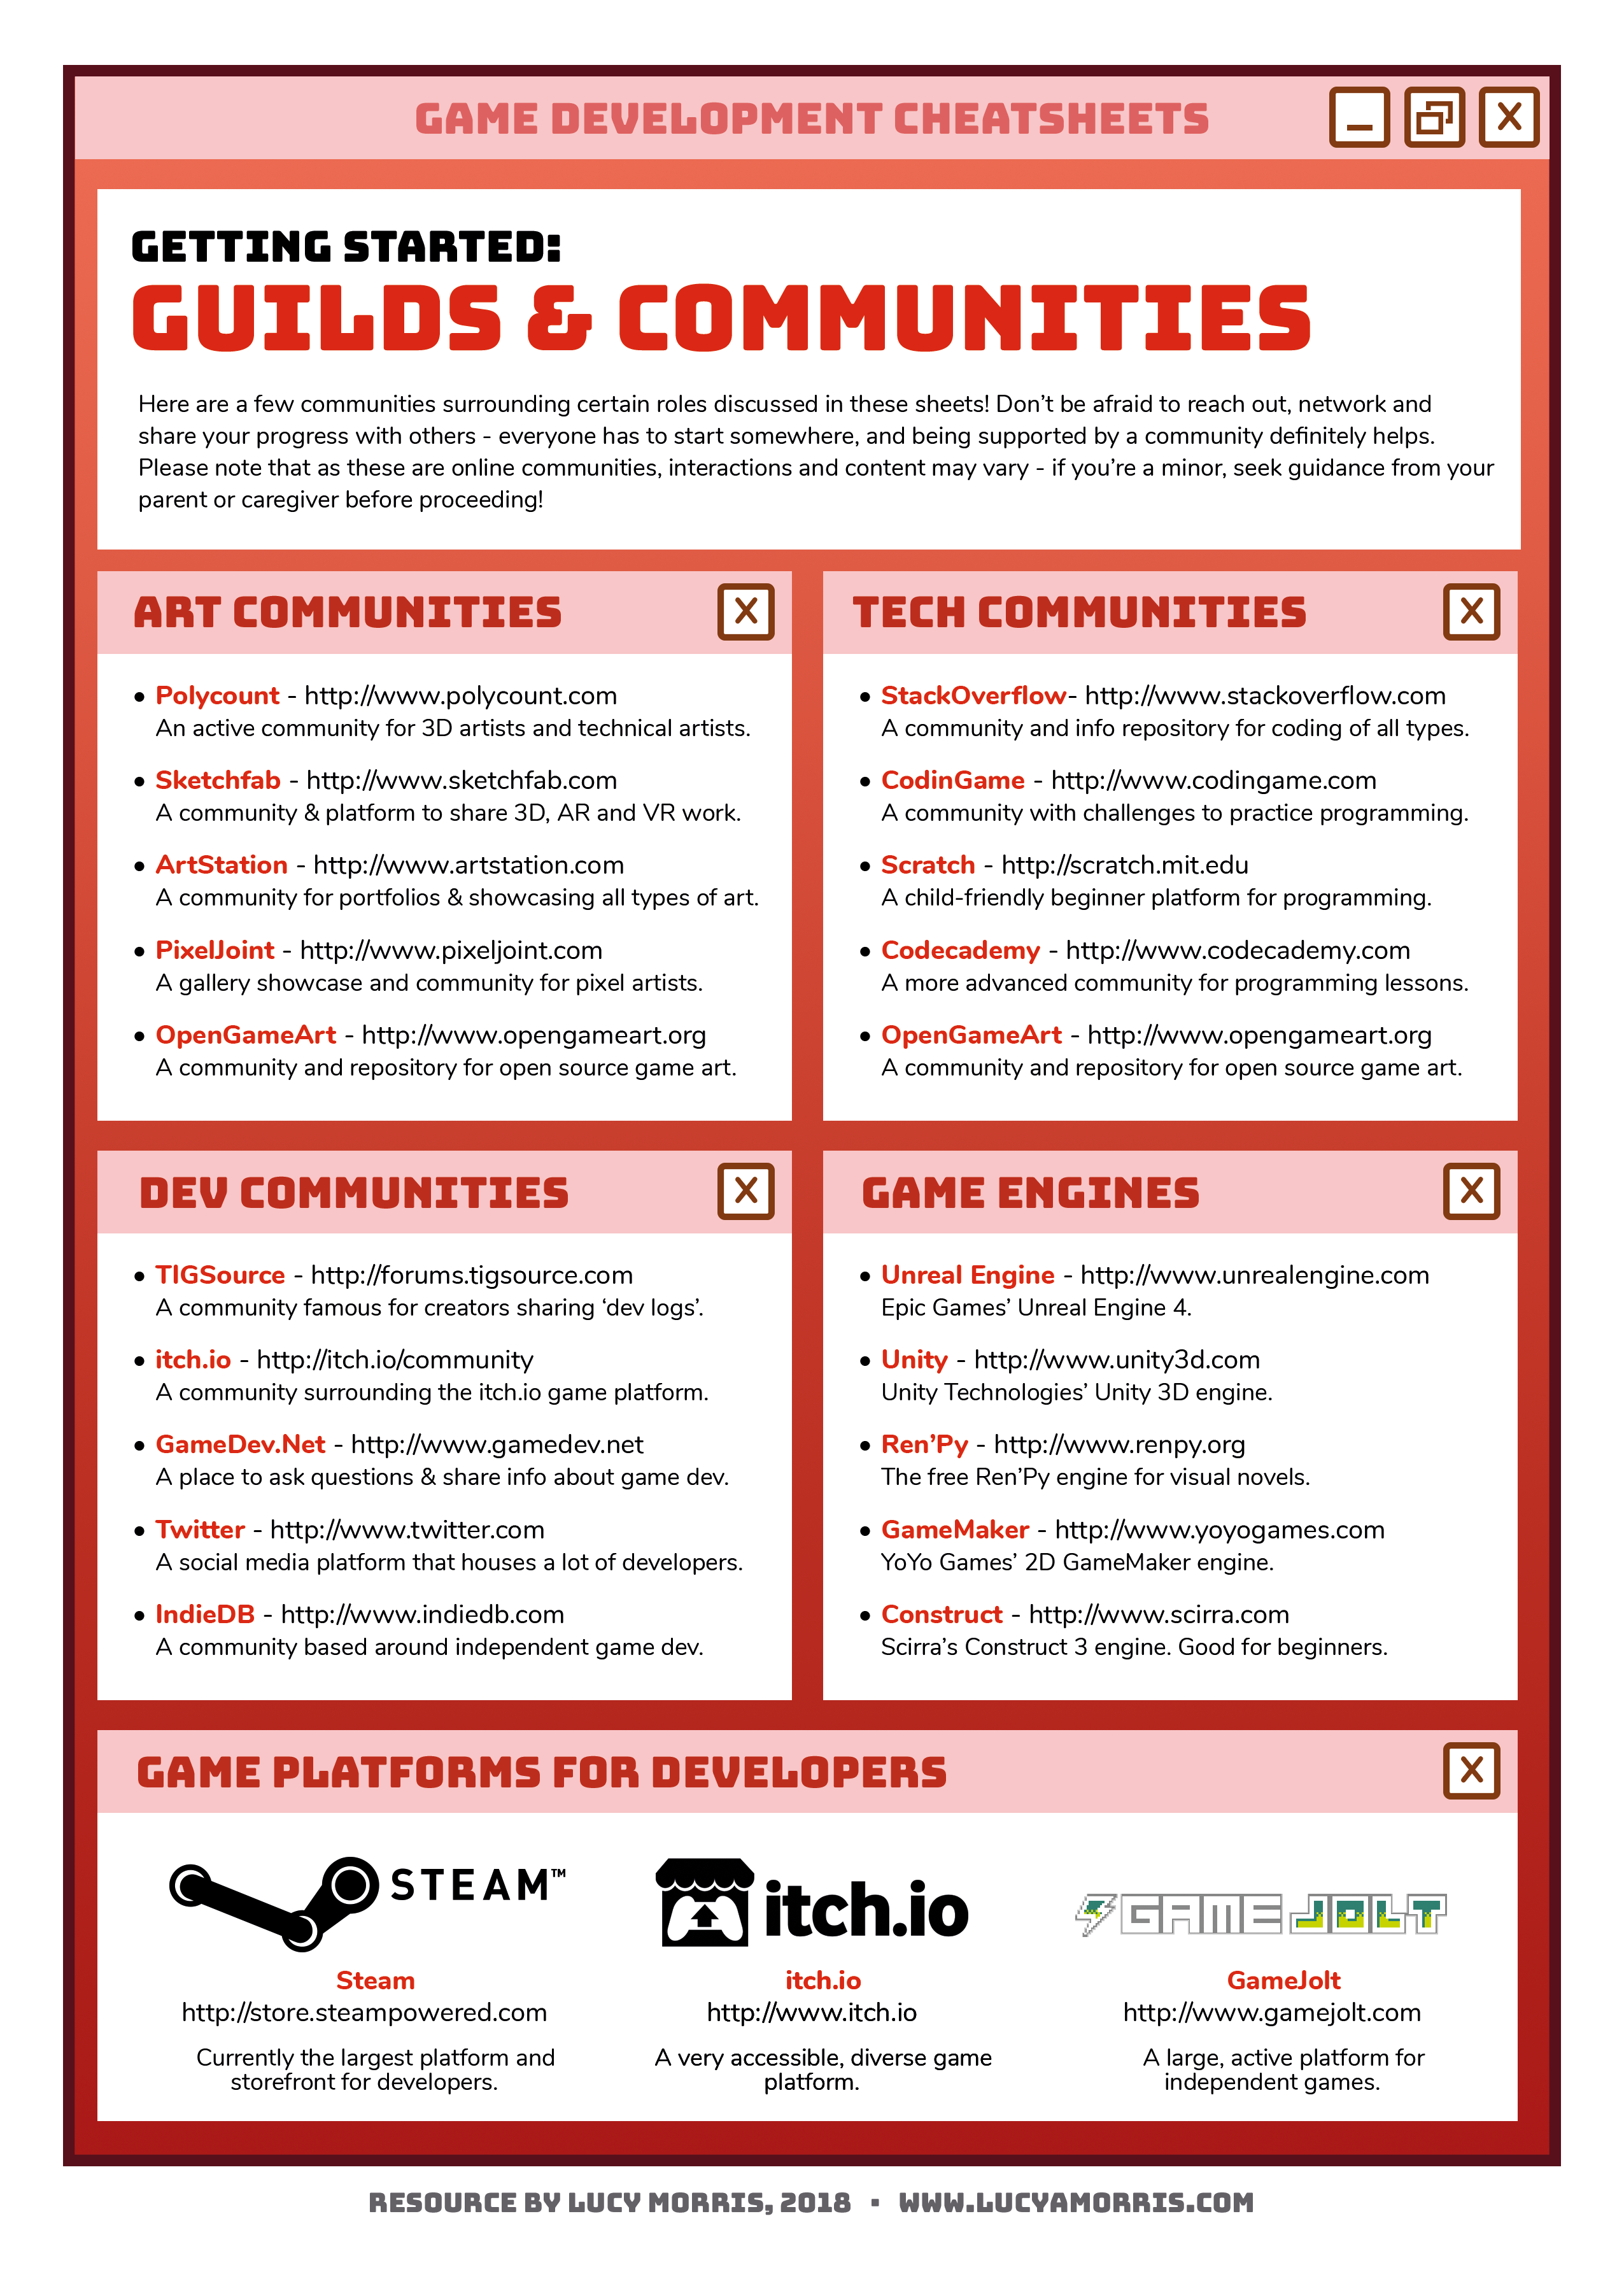 GAME DEVELOPMENT CHEATSHEETS
X
GETTING STARTED:
GUILDS & COMMUNITIES
Here are a few communities surrounding certain roles discussed in these sheets! Don't be afraid to reach out, network and
share your progress with others - everyone has to start somewhere, and being supported by a community definitely helps.
Please note that as these are online communities, interactions and content may vary - if you're a minor, seek guidance from your
parent or caregiver before proceeding!
ART COMMUNITIES
X
• Polycount - http://www.polycount.com
An active community for 3D artists and technical artists.
• Sketchfab - http://www.sketchfab.com
A community & platform to share 3D, AR and VR work.
• ArtStation - http://www.artstation.com
A community for portfolios & showcasing all types of art.
• PixelJoint - http://www.pixeljoint.com
A gallery showcase and community for pixel artists.
• OpenGameArt - http://www.opengameart.org
A community and repository for open source game art.
TECH COMMUNITIES
X
• StackOverflow- http://www.stackoverflow.com
A community and info repository for coding of all types.
• CodinGame - http://www.codingame.com
A community with challenges to practice programming.
• Scratch - http://scratch.mit.edu
A child-friendly beginner platform for programming.
• Codecademy - http://www.codecademy.com
A more advanced community for programming lessons.
• OpenGameArt - http://www.opengameart.org
A community and repository for open source game art.
DEV COMMUNITIES
X
• TIGSource - http://forums.tigsource.com
A community famous for creators sharing ‘dev logs’.
• itch.io - http://itch.io/community
A community surrounding the itch.io game platform.
• GameDev.Net - http://www.gamedev.net
A place to ask questions & share info about game dev.
• Twitter - http://www.twitter.com
A social media platform that houses a lot of developers.
• IndieDB - http://www.indiedb.com
A community based around independent game dev.
GAME ENGINES
X
• Unreal Engine - http://www.unrealengine.com
Epic Games’ Unreal Engine 4.
• Unity - http://www.unity3d.com
Unity Technologies’ Unity 3D engine.
• Ren’Py - http://www.renpy.org
The free Ren’Py engine for visual novels.
• GameMaker - http://www.yoyogames.com
YoYo Games’ 2D GameMaker engine.
• Construct - http://www.scirra.com
Scirra’s Construct 3 engine. Good for beginners.
GAME PLATFORMS FOR DEVELOPERS
X
STEAM™
Steam
http://store.steampowered.com
Currently the largest platform and
storefront for developers.
itch.io
itch.io
http://www.itch.io
A very accessible, diverse game
platform.
GAME JOLT
GameJolt
http://www.gamejolt.com
A large, active platform for
independent games.
RESOURCE BY LUCY MORRIS, 2018 · WWW.LUCYAMORRIS.COM